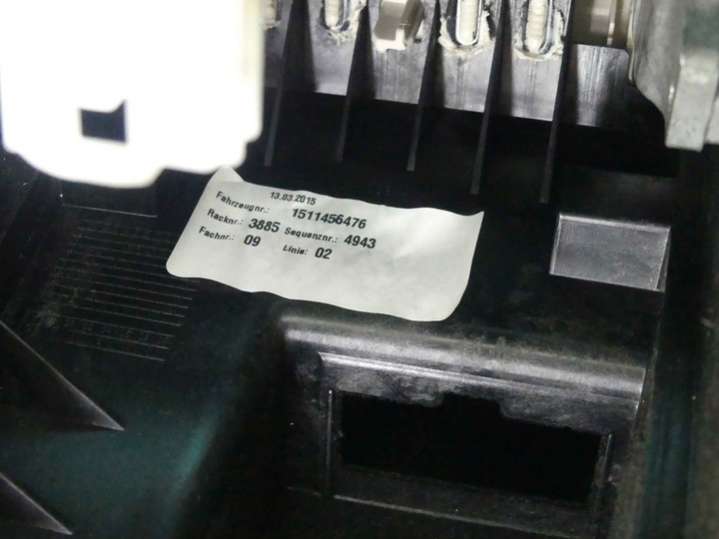 13.03.2015
Fahrzeugnr.: 1511456476
Racknr.: 3885 Sequenznr.: 4943
Fachnr.: 09 Linie: 02